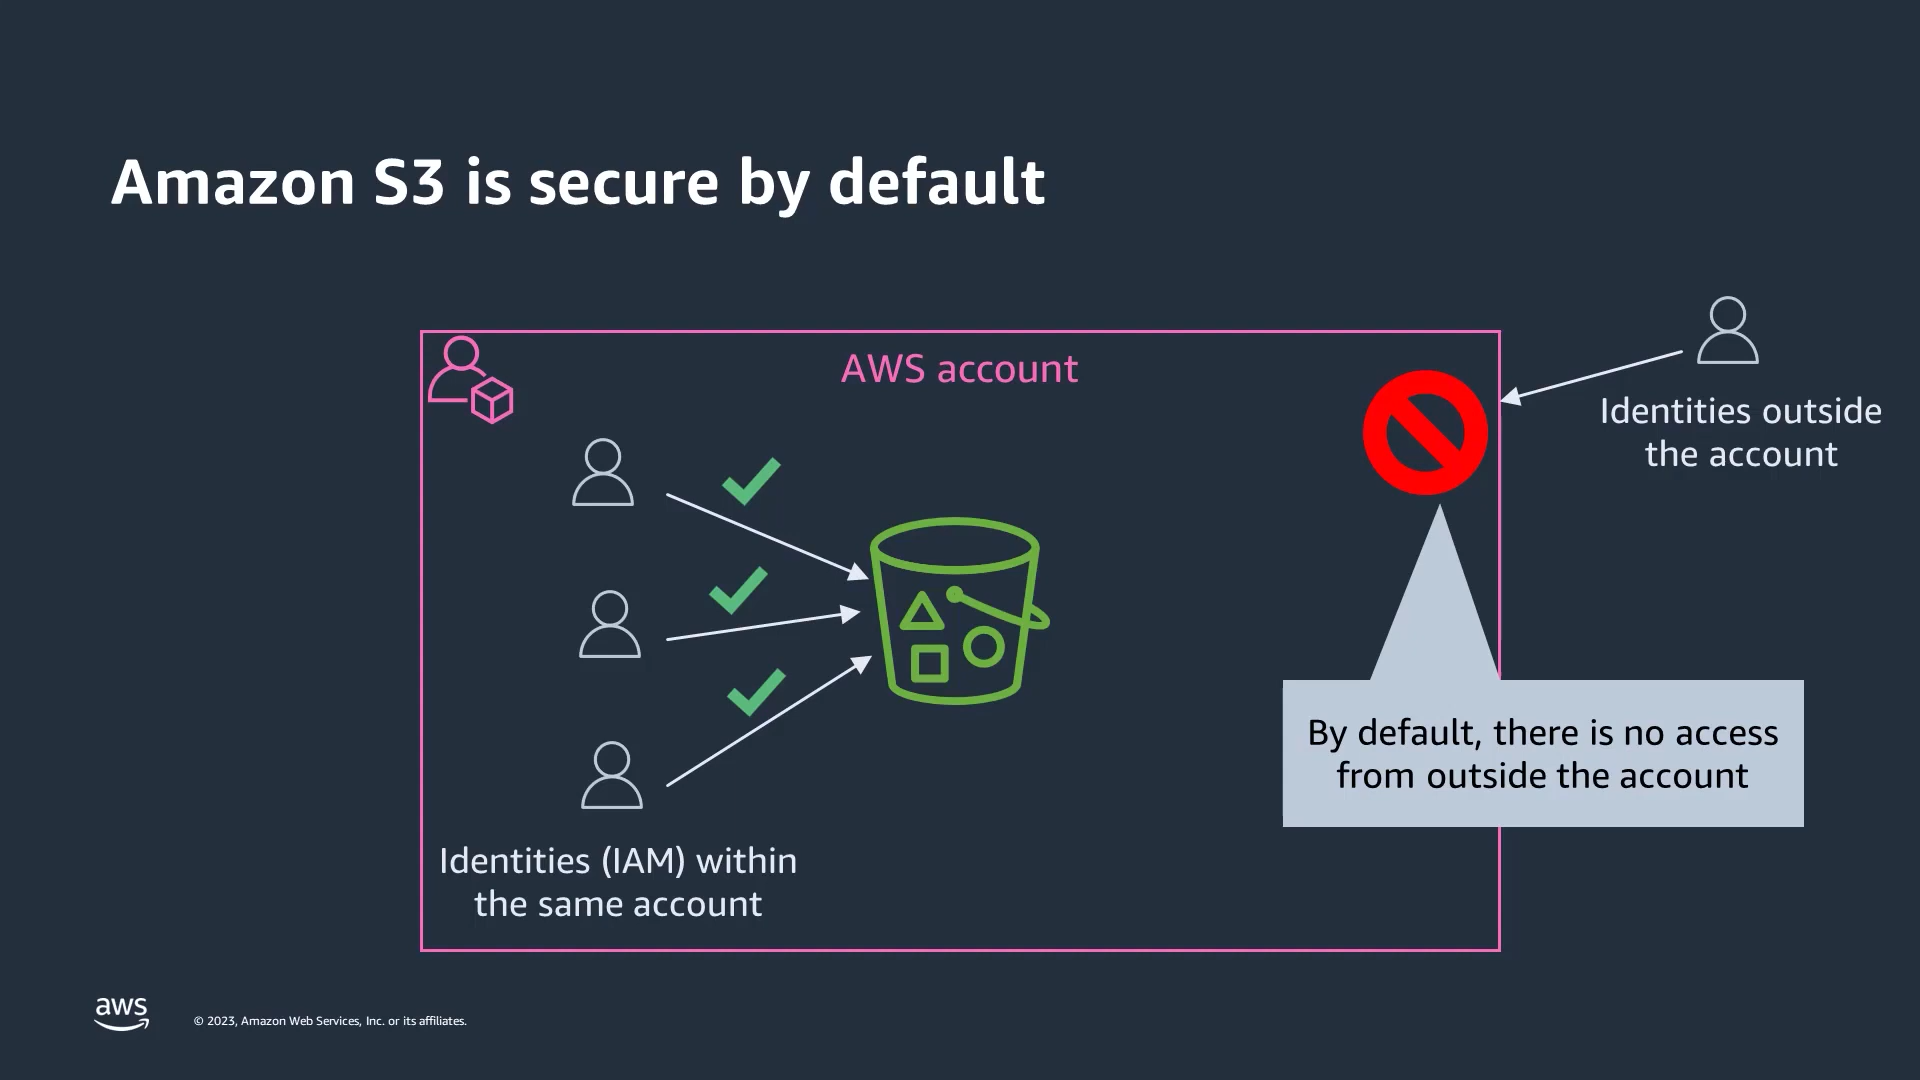 Amazon S3 is secure by default
AWS account
Identities outside
the account
By default, there is no access
from outside the account
Identities (IAM) within
the same account
aws
© 2023, Amazon Web Services, Inc. or its affiliates.